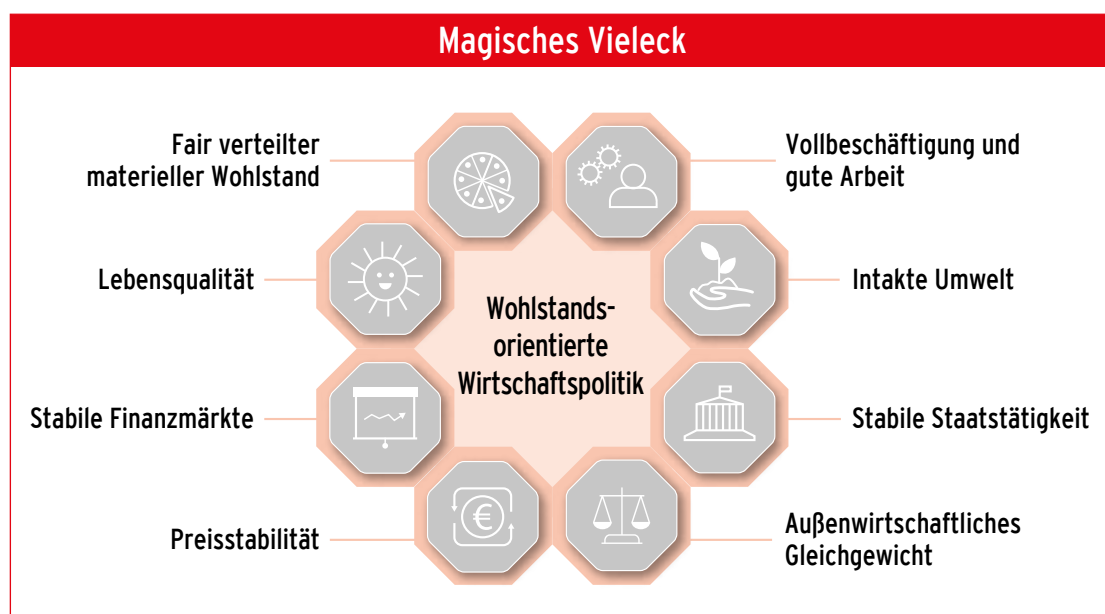 Magisches Vieleck
Fair verteilter
materieller Wohlstand
Vollbeschäftigung und
gute Arbeit
Lebensqualität
Intakte Umwelt
Wohlstands-
orientierte
Wirtschaftspolitik
Stabile Finanzmärkte
Stabile Staatstätigkeit
Preisstabilität
€
Außenwirtschaftliches
Gleichgewicht